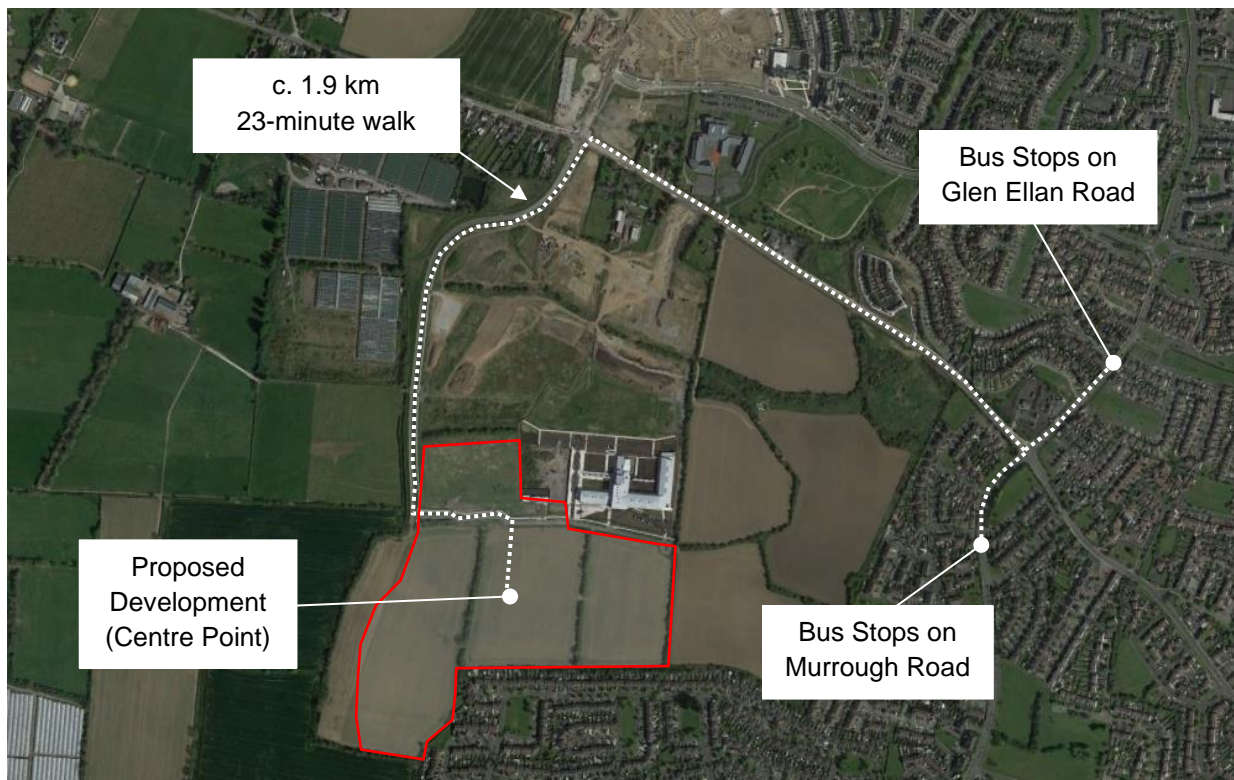 c. 1.9 km
23-minute walk
Bus Stops on
Glen Ellan Road
Proposed
Development
(Centre Point)
Bus Stops on
Murrough Road